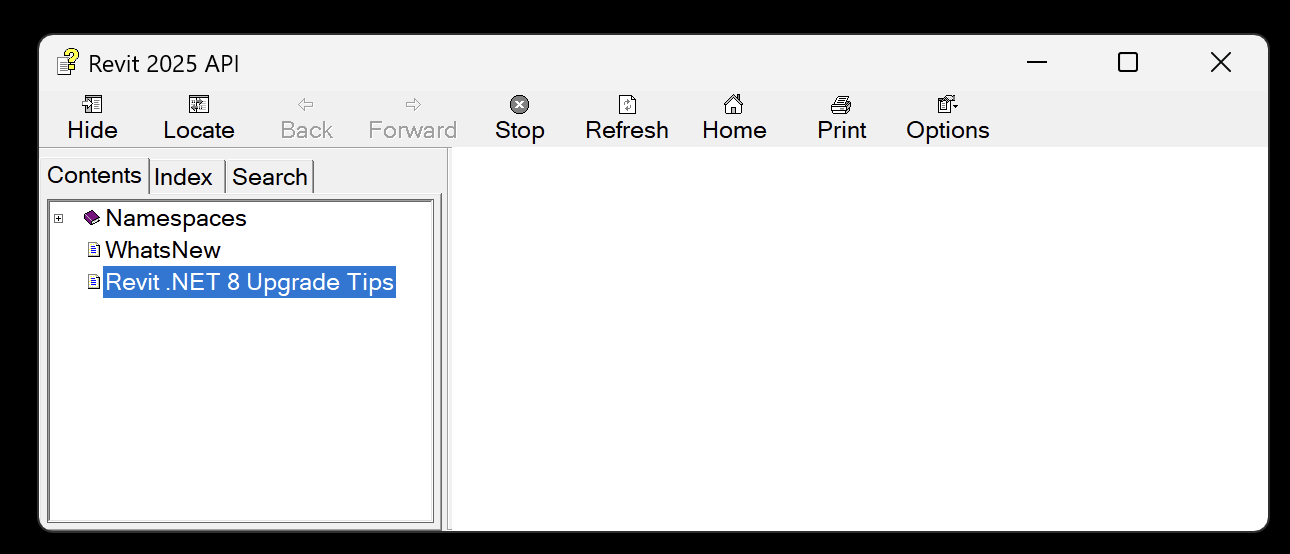 Revit 2025 API
Hide Locate Back Forward Stop Refresh Home Print Options
Contents Index Search
Namespaces
WhatsNew
Revit .NET 8 Upgrade Tips